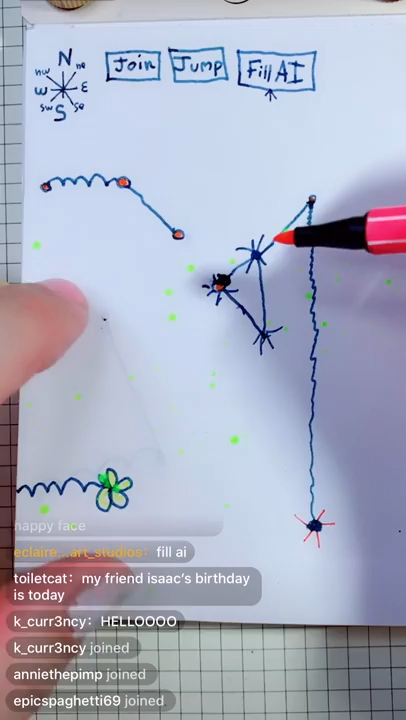 N
nw ne
W E
sw se
S
Join Jump Fill AI
happy face
eclaire...art_studios: fill ai
toiletcat: my friend isaac's birthday
is today
k_curr3ncy: HELLOOOO
k_curr3ncy joined
anniethepimp joined
epicspaghetti69 joined